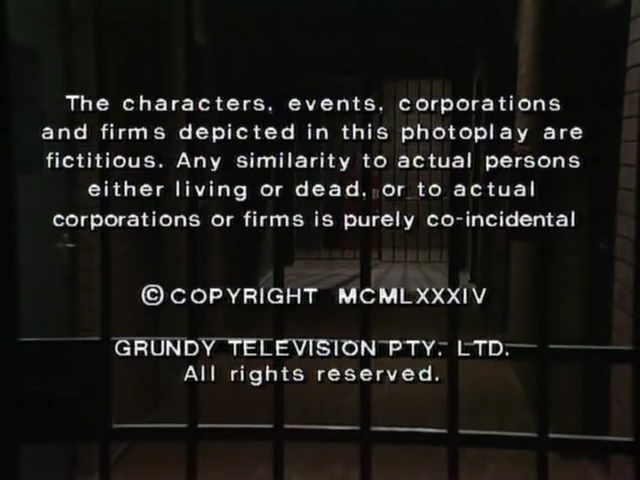 The characters, events, corporations
and firms depicted in this photoplay are
fictitious. Any similarity to actual persons
either living or dead, or to actual
corporations or firms is purely co-incidental
© COPYRIGHT MCMLXXXIV
GRUNDY TELEVISION PTY. LTD.
All rights reserved.